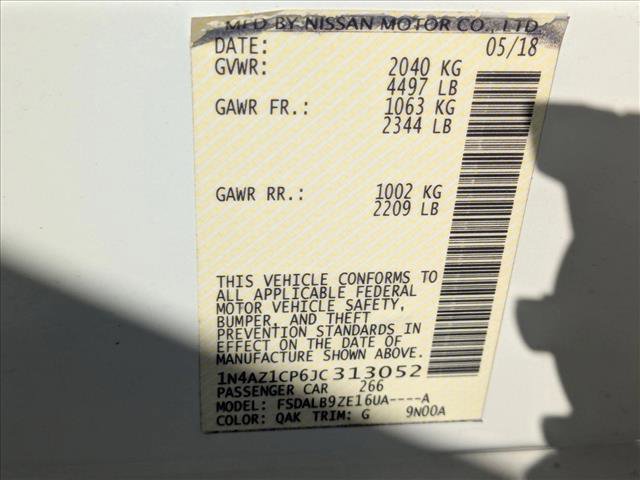 MFD BY NISSAN MOTOR CO., LTD.
DATE: 05/18
GVWR: 2040 KG
4497 LB
GAWR FR.: 1063 KG
2344 LB
GAWR RR.: 1002 KG
2209 LB
THIS VEHICLE CONFORMS TO
ALL APPLICABLE FEDERAL
MOTOR VEHICLE SAFETY,
BUMPER, AND THEFT
PREVENTION STANDARDS IN
EFFECT ON THE DATE OF
MANUFACTURE SHOWN ABOVE.
1N4AZ1CP6JC313052
PASSENGER CAR 266
MODEL: FSDALB9ZE16UA----A
COLOR: QAK TRIM: G 9N00A